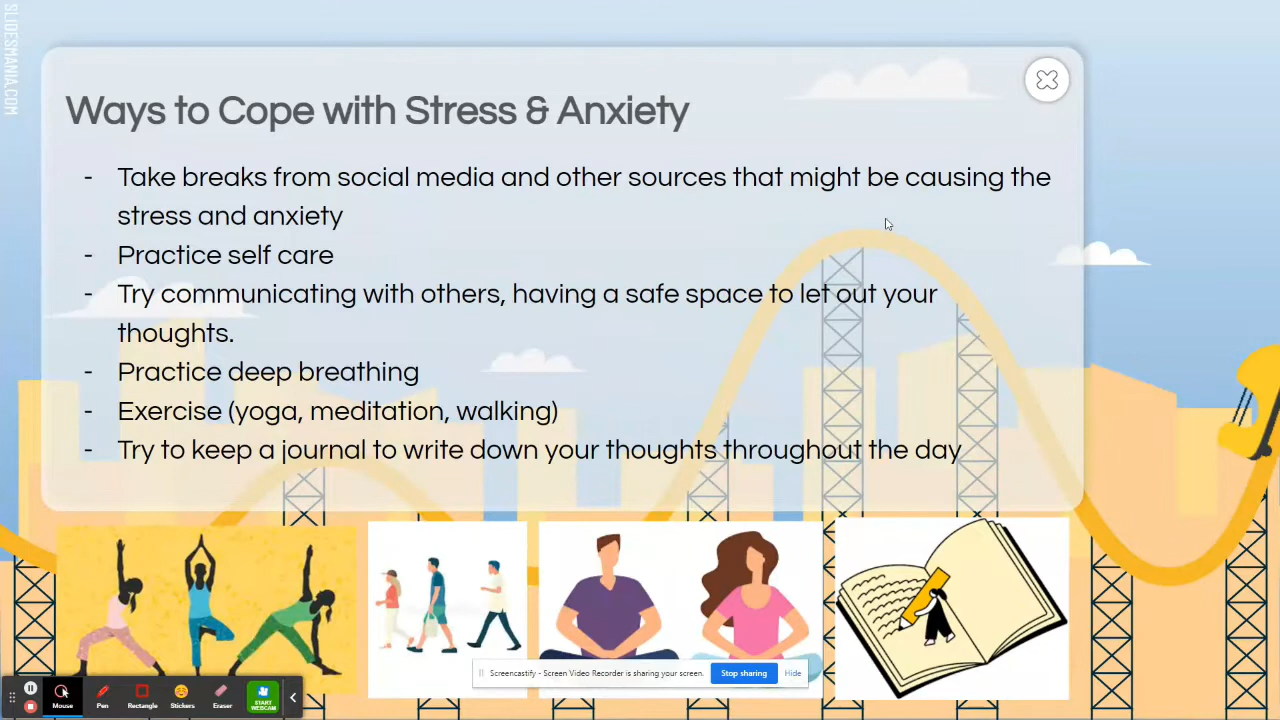 SLIDESMANIA.COM
Ways to Cope with Stress & Anxiety
- Take breaks from social media and other sources that might be causing the
stress and anxiety
- Practice self care
- Try communicating with others, having a safe space to let out your
thoughts.
- Practice deep breathing
- Exercise (yoga, meditation, walking)
- Try to keep a journal to write down your thoughts throughout the day
Screencastify - Screen Video Recorder is sharing your screen.
Stop sharing
Hide
Mouse
Pen
Rectangle
Stickers
Eraser
START
WEBCAM